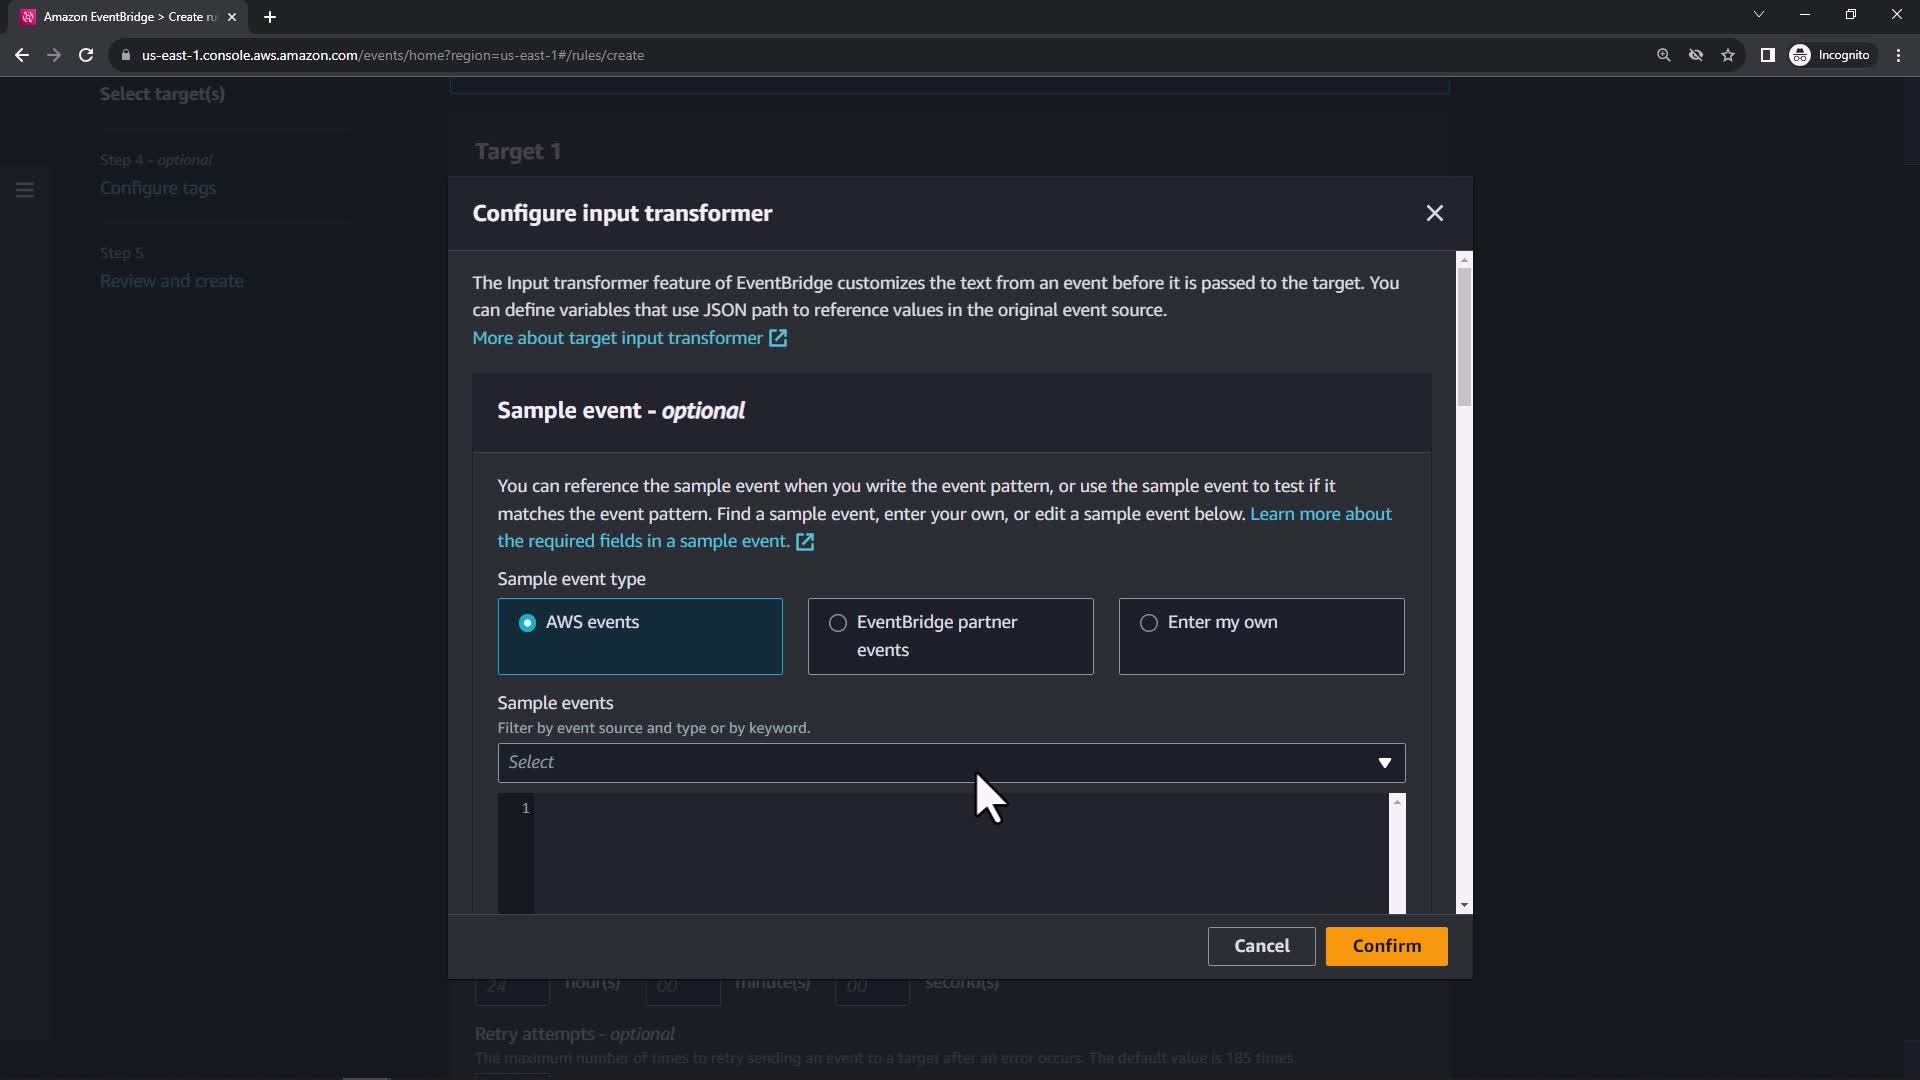 Amazon EventBridge > Create ru
us-east-1.console.aws.amazon.com/events/home?region=us-east-1#/rules/create
Incognito
Select target(s)
Step 4 - optional
Configure tags
Step 5
Review and create
Target 1
Configure input transformer
The Input transformer feature of EventBridge customizes the text from an event before it is passed to the target. You
can define variables that use JSON path to reference values in the original event source.
More about target input transformer
Sample event - optional
You can reference the sample event when you write the event pattern, or use the sample event to test if it
matches the event pattern. Find a sample event, enter your own, or edit a sample event below. Learn more about
the required fields in a sample event.
Sample event type
AWS events
EventBridge partner
events
Enter my own
Sample events
Filter by event source and type or by keyword.
Select
1
Cancel
Confirm
24 hour(s) 00 minute(s) 00 second(s)
Retry attempts - optional
The maximum number of times to retry sending an event to a target after an error occurs. The default value is 185 times.